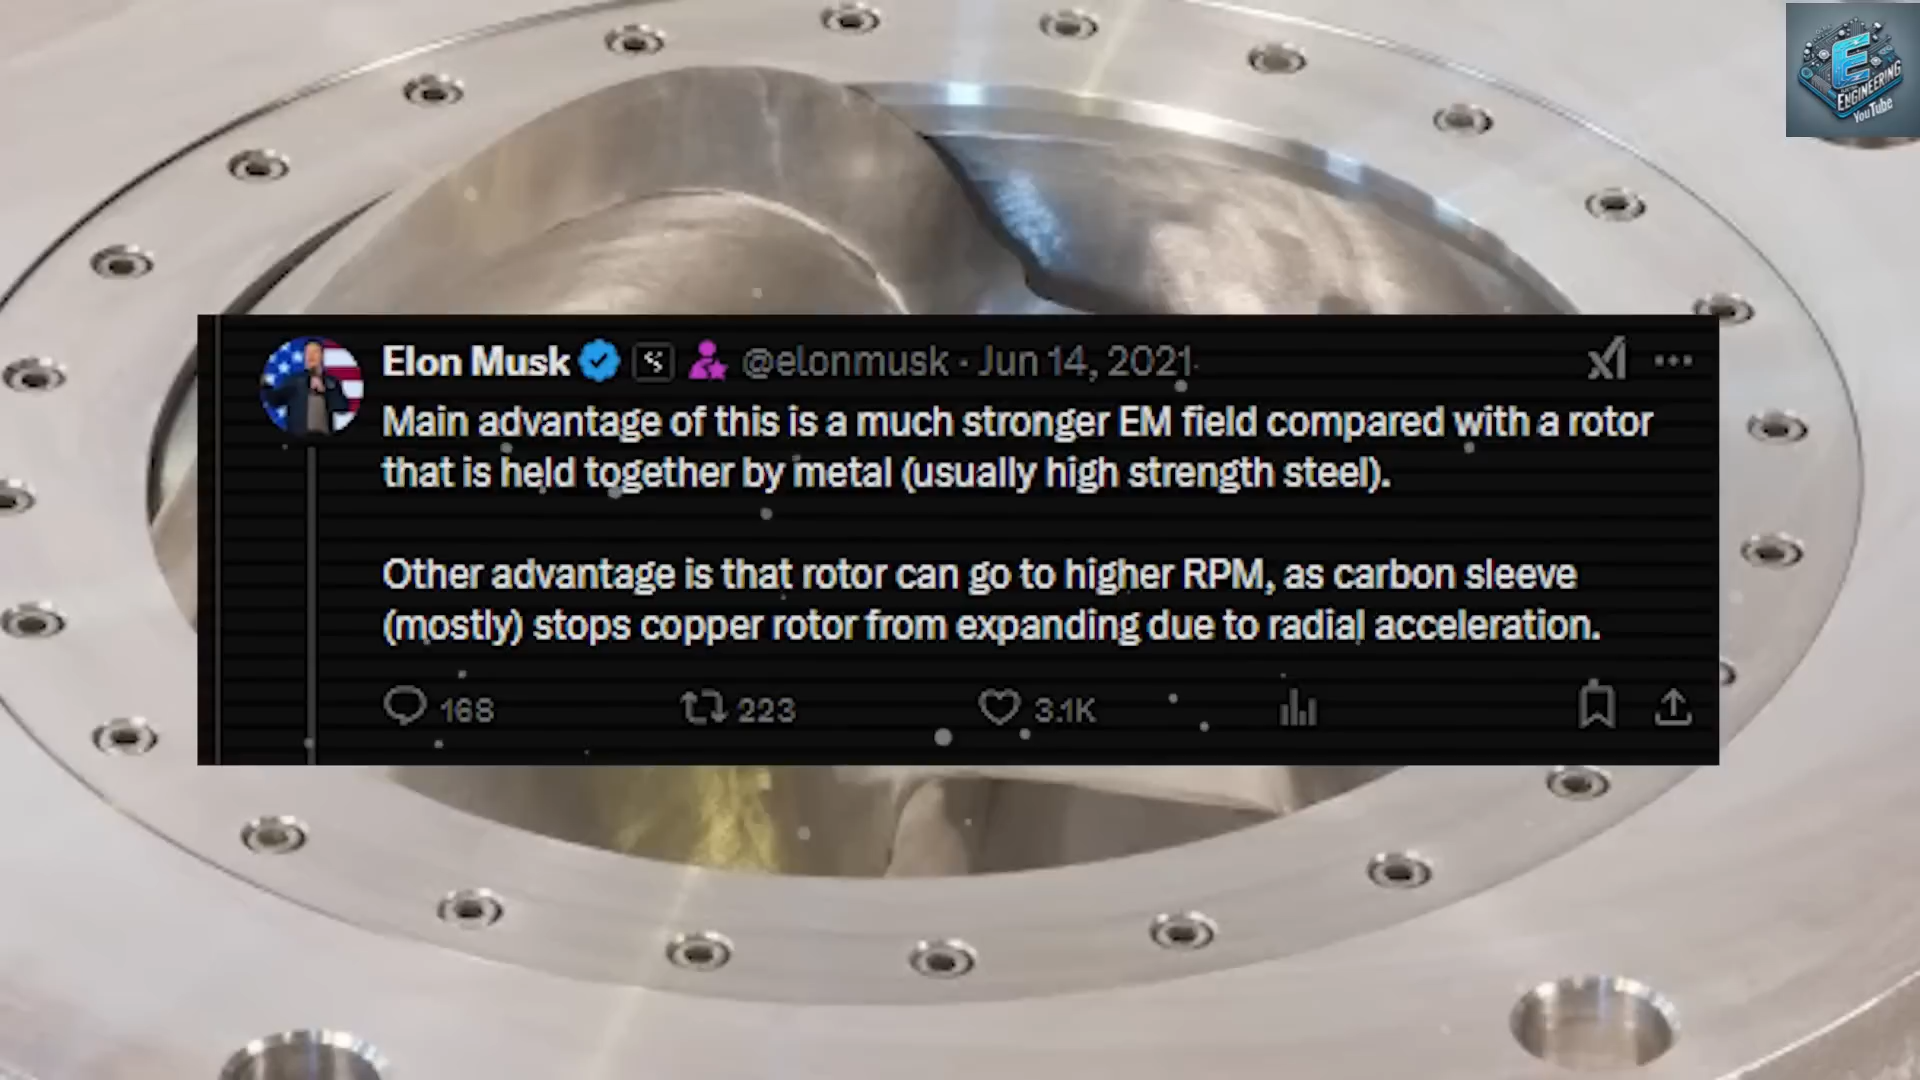 E
ENGINEERING
YouTube
Elon Musk @elonmusk · Jun 14, 2021
Main advantage of this is a much stronger EM field compared with a rotor
that is held together by metal (usually high strength steel).
Other advantage is that rotor can go to higher RPM, as carbon sleeve
(mostly) stops copper rotor from expanding due to radial acceleration.
168 223 3.1K